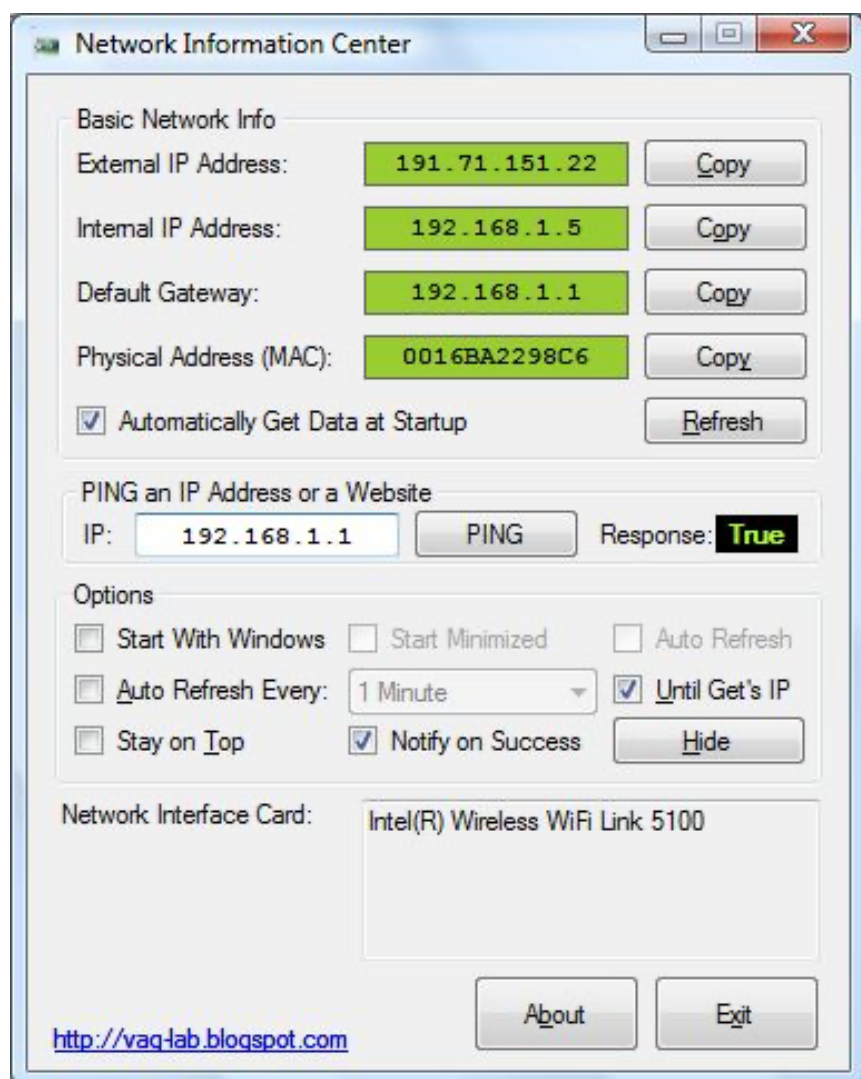 Network Information Center
Basic Network Info
External IP Address: 191.71.151.22 Copy
Internal IP Address: 192.168.1.5 Copy
Default Gateway: 192.168.1.1 Copy
Physical Address (MAC): 0016BA2298C6 Copy
Automatically Get Data at Startup Refresh
PING an IP Address or a Website
IP: 192.168.1.1 PING Response: True
Options
Start With Windows Start Minimized Auto Refresh
Auto Refresh Every: 1 Minute Until Get's IP
Stay on Top Notify on Success Hide
Network Interface Card: Intel(R) Wireless WiFi Link 5100
About Exit
http://vaq-lab.blogspot.com